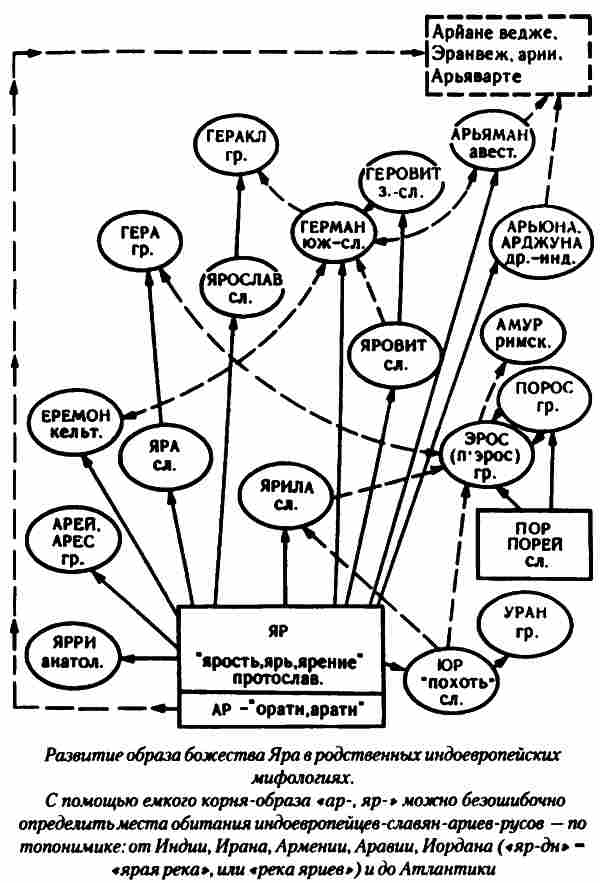 Арйане ведже.
Эранвеж, арии.
Арьяварте
ГЕРАКЛ
гр.
АРЬЯМАН
авест.
ГЕРОВИТ
з.-сл.
ГЕРМАН
юж-сл.
ГЕРА
гр.
АРЬЮНА.
АРДЖУНА
др.-инд.
ЯРОСЛАВ
сл.
АМУР
римск.
ЯРОВИТ
сл.
ПОРОС
гр.
ЕРЕМОН
кельт.
ЯРА
сл.
ЭРОС
(п·эрос)
гр.
ЯРИЛА
сл.
АРЕЙ,
АРЕС
гр.
ПОР
ПОРЕЙ
сл.
УРАН
гр.
ЯРРИ
анатол.
ЯР
"ярость,ярь,ярение"
протослав.
АР -"орати,арати"
ЮР
"ПОХОТЬ"
сл.
Развитие образа божества Яра в родственных индоевропейских
мифологиях.
С помощью емкого корня-образа «ар-, яр-» можно безошибочно
определить места обитания индоевропейцев-славян-ариев-русов — по
топонимике: от Индии, Ирана, Армении, Аравии, Иордана («яр-дн» –
«ярая река», или «река яриев») и до Атлантики